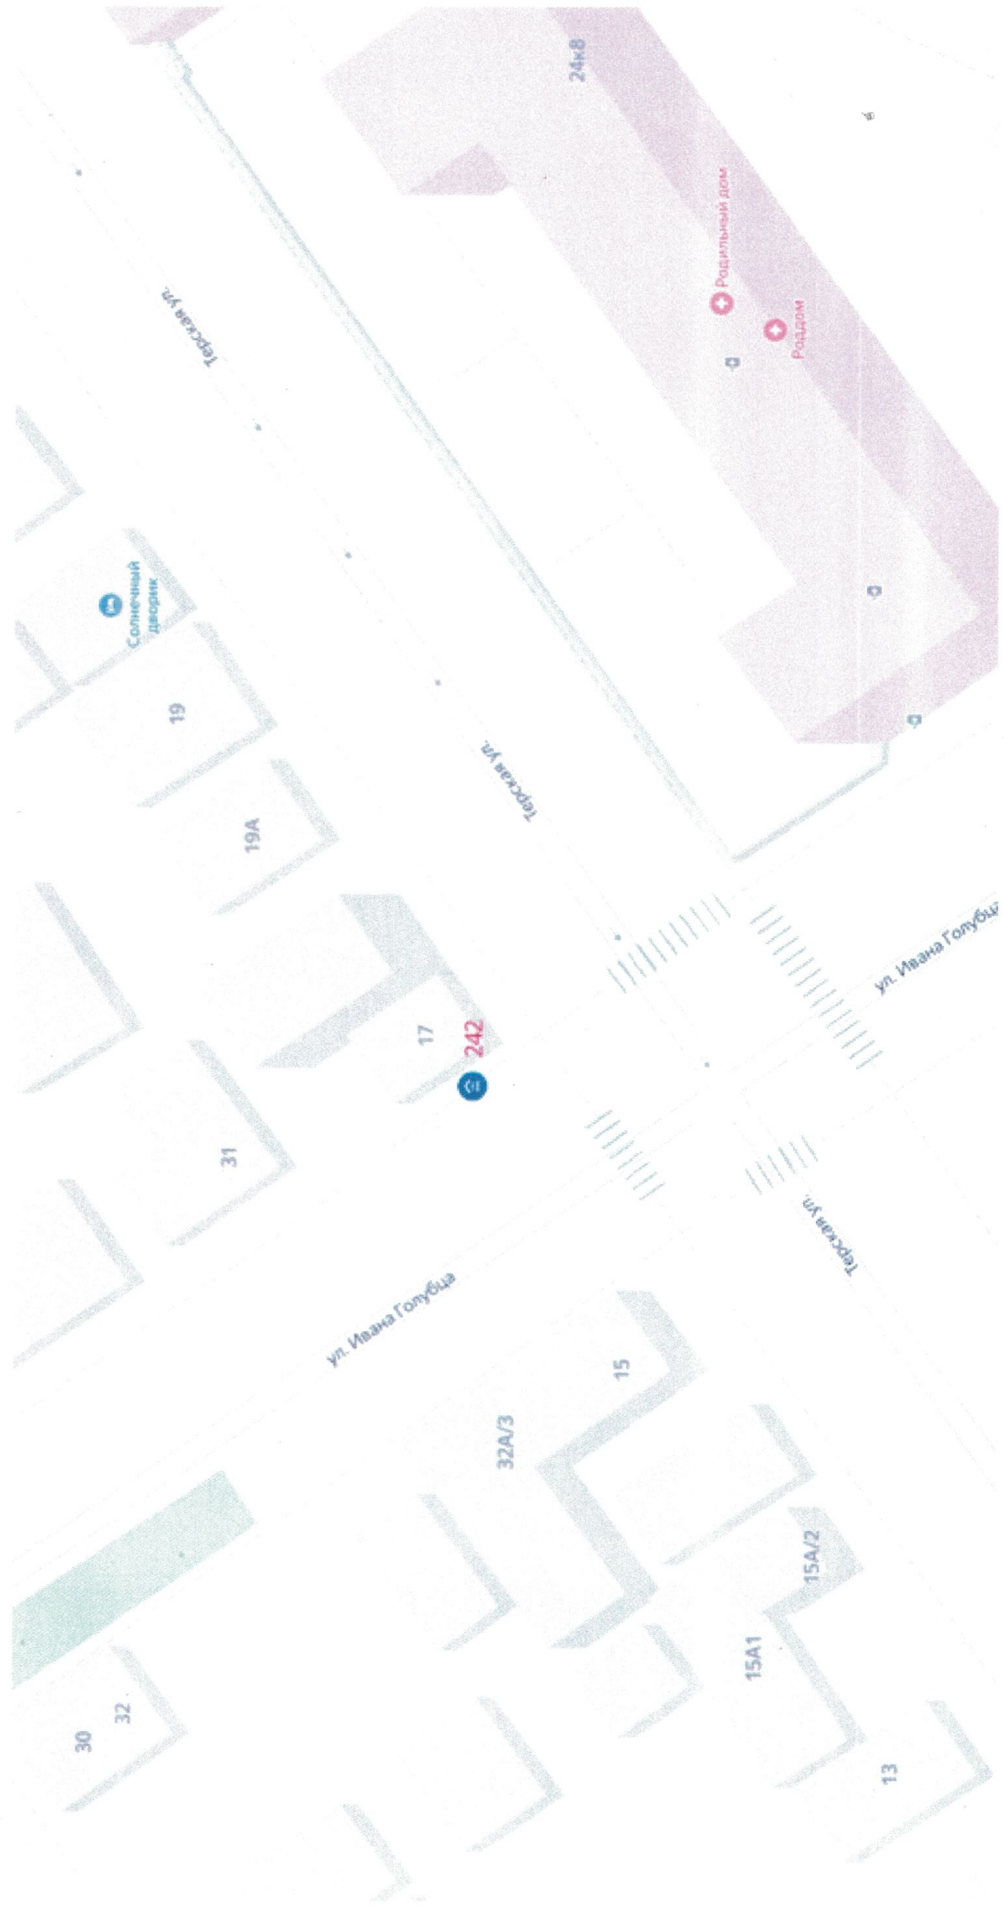 24к8
Родильный дом
Роддом
Терская ул.
Солнечный
дворик
19
19А
Терская ул.
17
242
31
ул. Ивана Голубца
ул. Ивана Голубца
Терская ул.
15
32А/3
15А/2
15А1
13
32
30